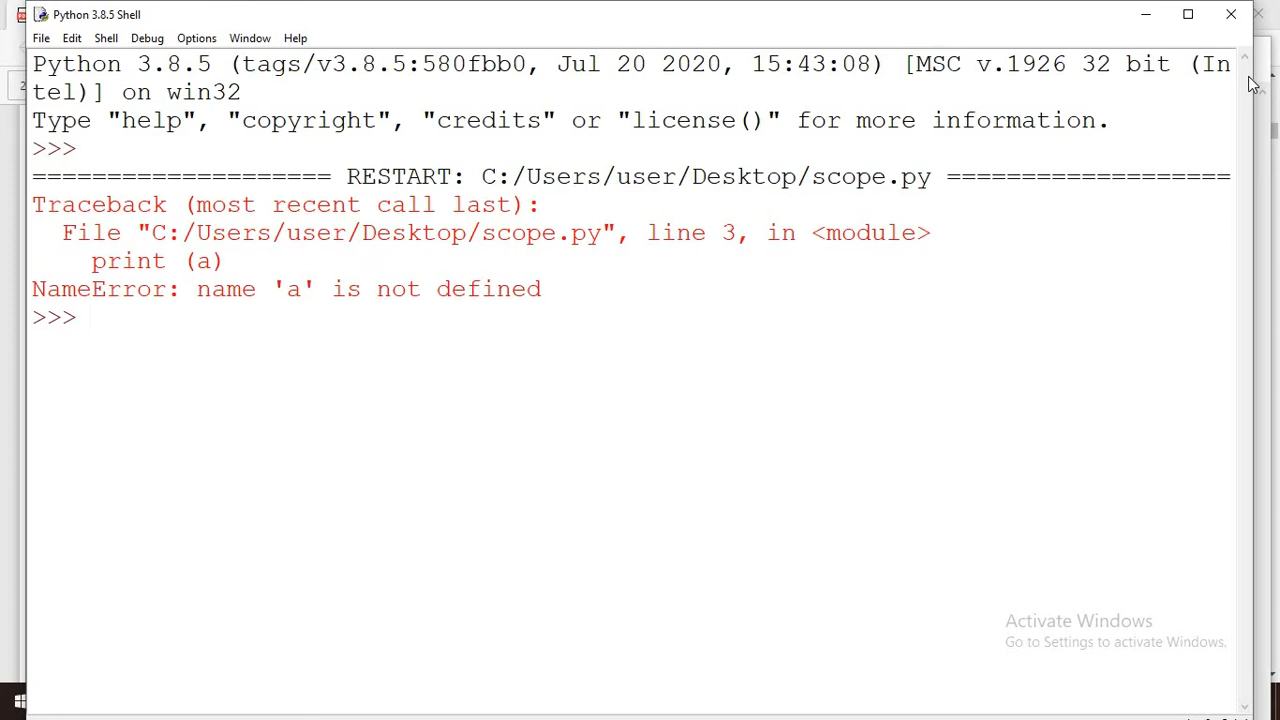 Python 3.8.5 Shell
File Edit Shell Debug Options Window Help
Python 3.8.5 (tags/v3.8.5:580fbb0, Jul 20 2020, 15:43:08) [MSC v.1926 32 bit (In
tel)] on win32
Type "help", "copyright", "credits" or "license()" for more information.
>>>
==================== RESTART: C:/Users/user/Desktop/scope.py ===================
Traceback (most recent call last):
  File "C:/Users/user/Desktop/scope.py", line 3, in <module>
    print (a)
NameError: name 'a' is not defined
>>>
Activate Windows
Go to Settings to activate Windows.